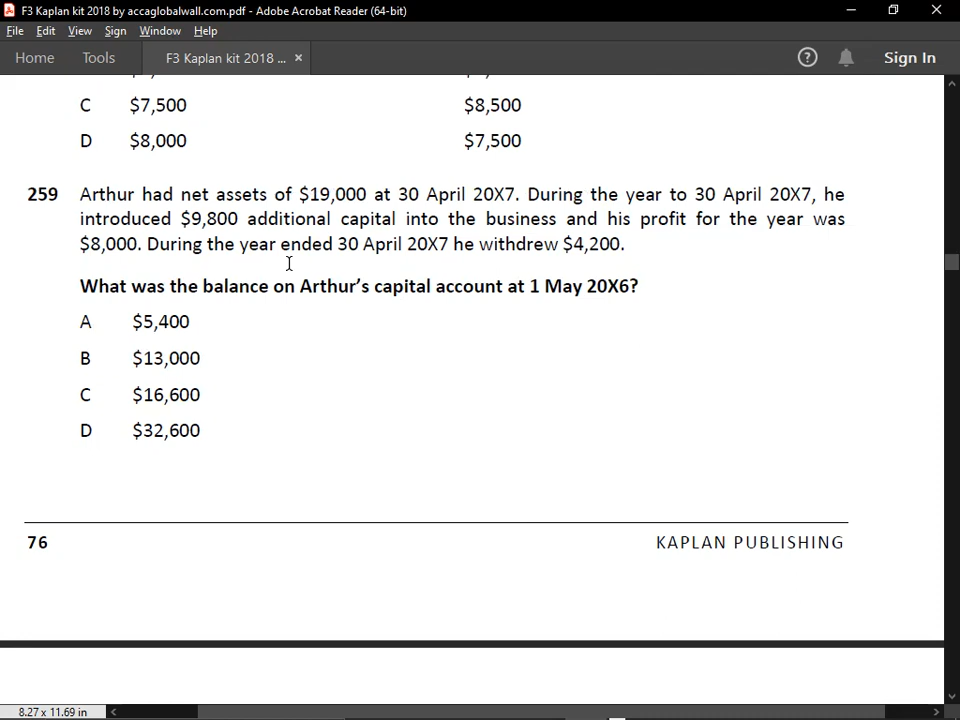 F3 Kaplan kit 2018 by accaglobalwall.com.pdf - Adobe Acrobat Reader (64-bit)
File Edit View Sign Window Help
Home Tools F3 Kaplan kit 2018 ... × ? Sign In
C $7,500 $8,500
D $8,000 $7,500
259 Arthur had net assets of $19,000 at 30 April 20X7. During the year to 30 April 20X7, he
introduced $9,800 additional capital into the business and his profit for the year was
$8,000. During the year ended 30 April 20X7 he withdrew $4,200.
What was the balance on Arthur’s capital account at 1 May 20X6?
A $5,400
B $13,000
C $16,600
D $32,600
76 KAPLAN PUBLISHING
8.27 x 11.69 in